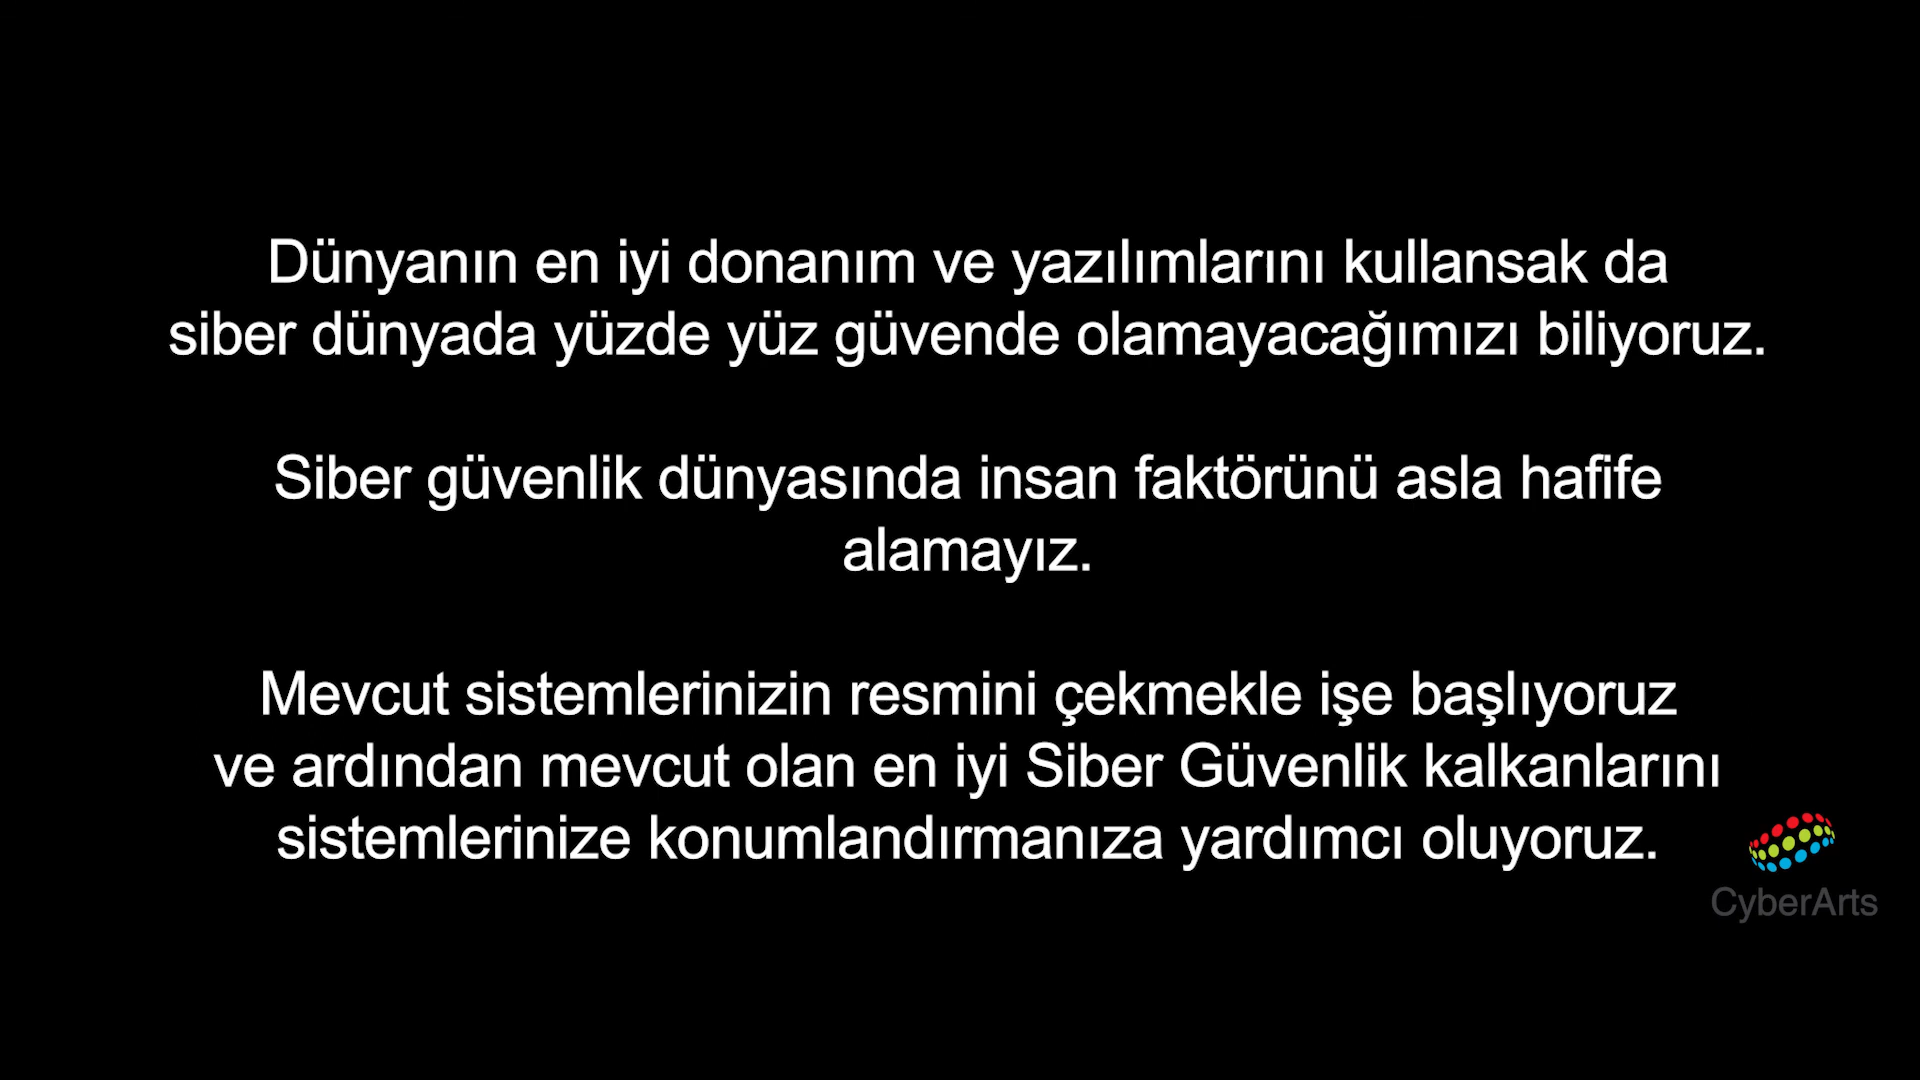 Dünyanın en iyi donanım ve yazılımlarını kullansak da
siber dünyada yüzde yüz güvende olamayacağımızı biliyoruz.
Siber güvenlik dünyasında insan faktörünü asla hafife
alamayız.
Mevcut sistemlerinizin resmini çekmekle işe başlıyoruz
ve ardından mevcut olan en iyi Siber Güvenlik kalkanlarını
sistemlerinize konumlandırmanıza yardımcı oluyoruz.
CyberArts